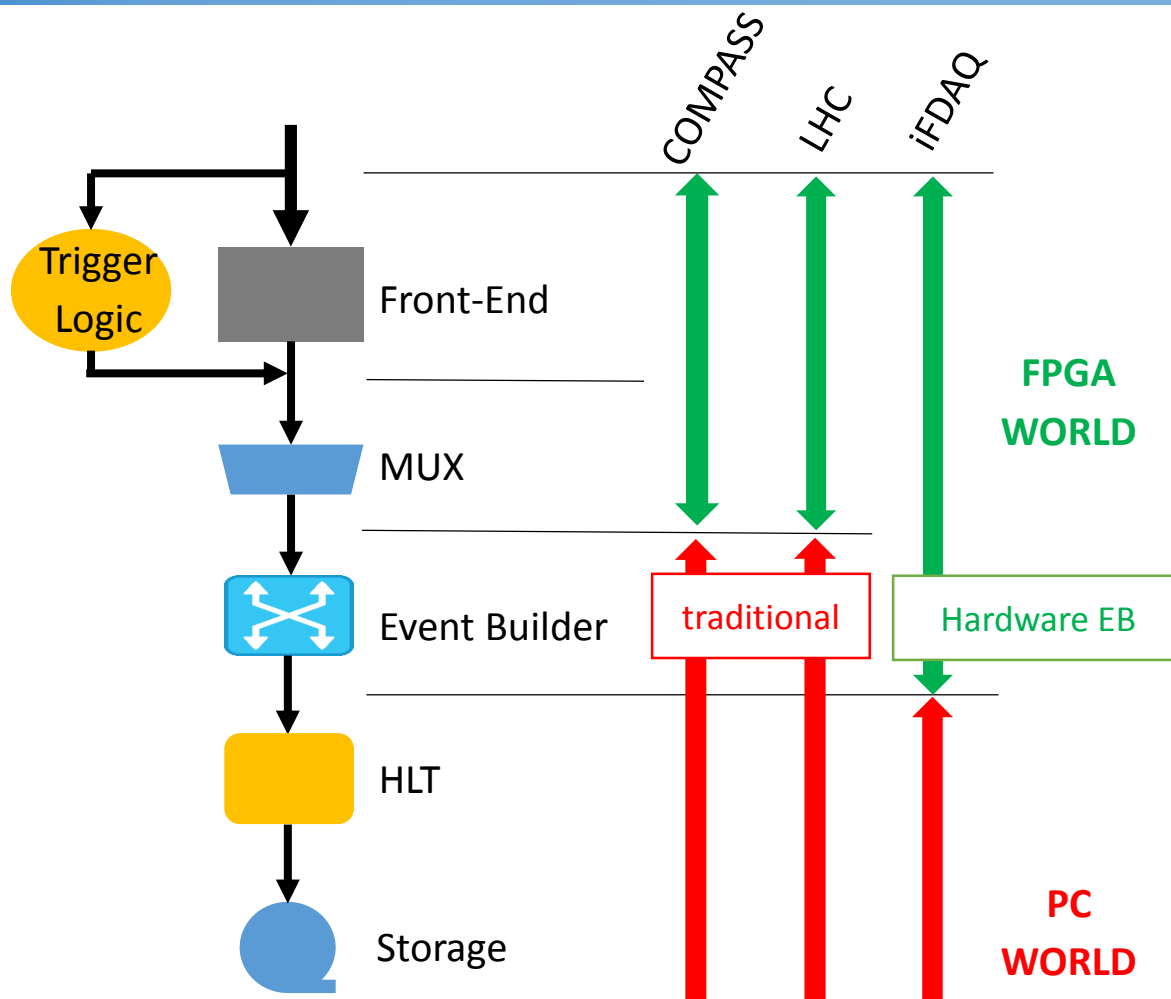 COMPASS
LHC
iFDAQ
Trigger
Logic
Front-End
FPGA
WORLD
MUX
Event Builder
traditional
Hardware EB
HLT
Storage
PC
WORLD